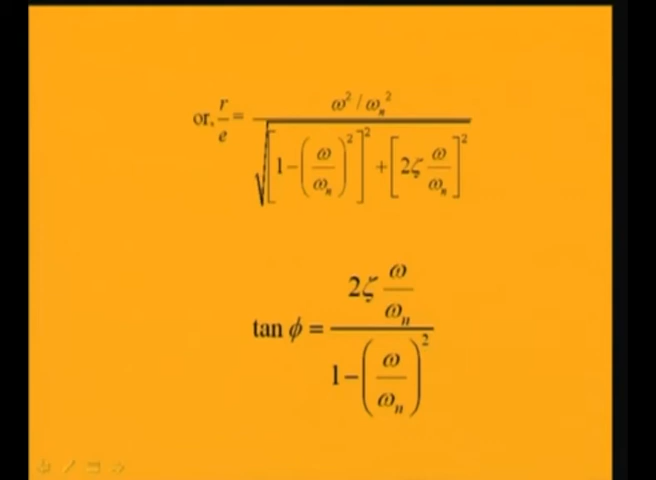 or, r/e = (ω²/ωₙ²) / √([1−(ω/ωₙ)²]² + [2ζ ω/ωₙ]²)
tan ϕ = (2ζ ω/ωₙ) / (1−(ω/ωₙ)²)